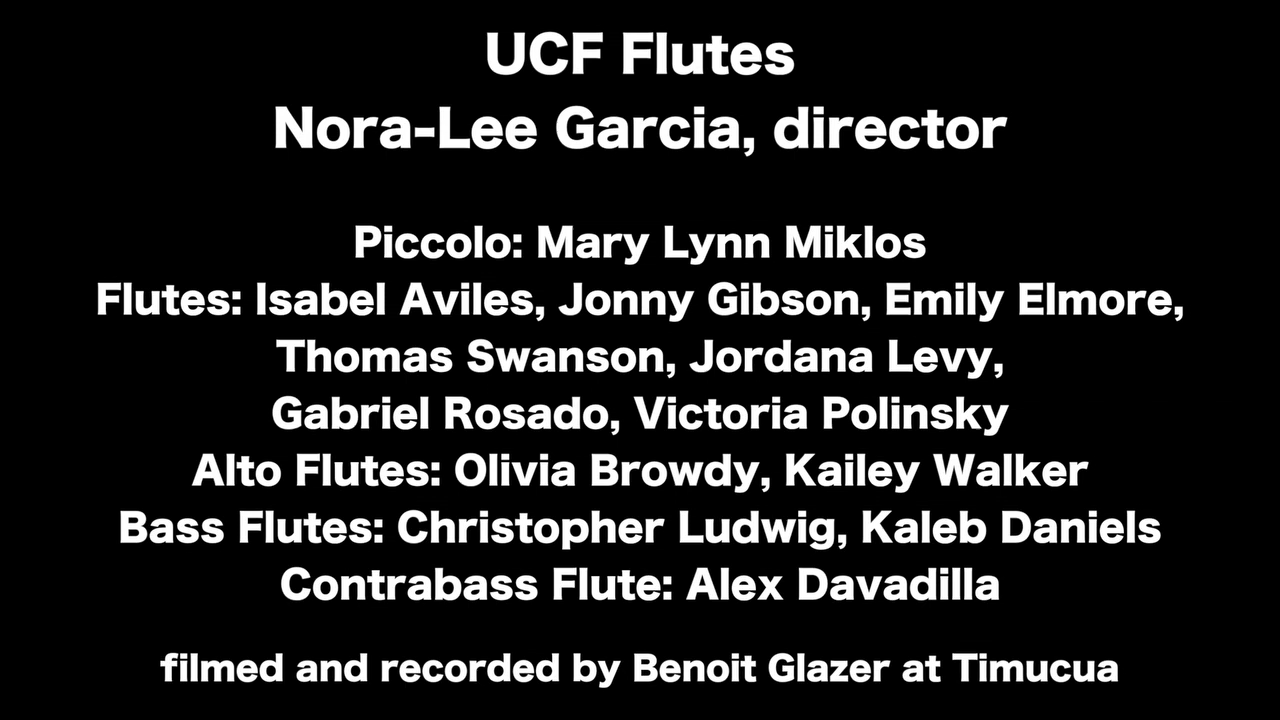 UCF Flutes
Nora-Lee Garcia, director
Piccolo: Mary Lynn Miklos
Flutes: Isabel Aviles, Jonny Gibson, Emily Elmore,
Thomas Swanson, Jordana Levy,
Gabriel Rosado, Victoria Polinsky
Alto Flutes: Olivia Browdy, Kailey Walker
Bass Flutes: Christopher Ludwig, Kaleb Daniels
Contrabass Flute: Alex Davadilla
filmed and recorded by Benoit Glazer at Timucua